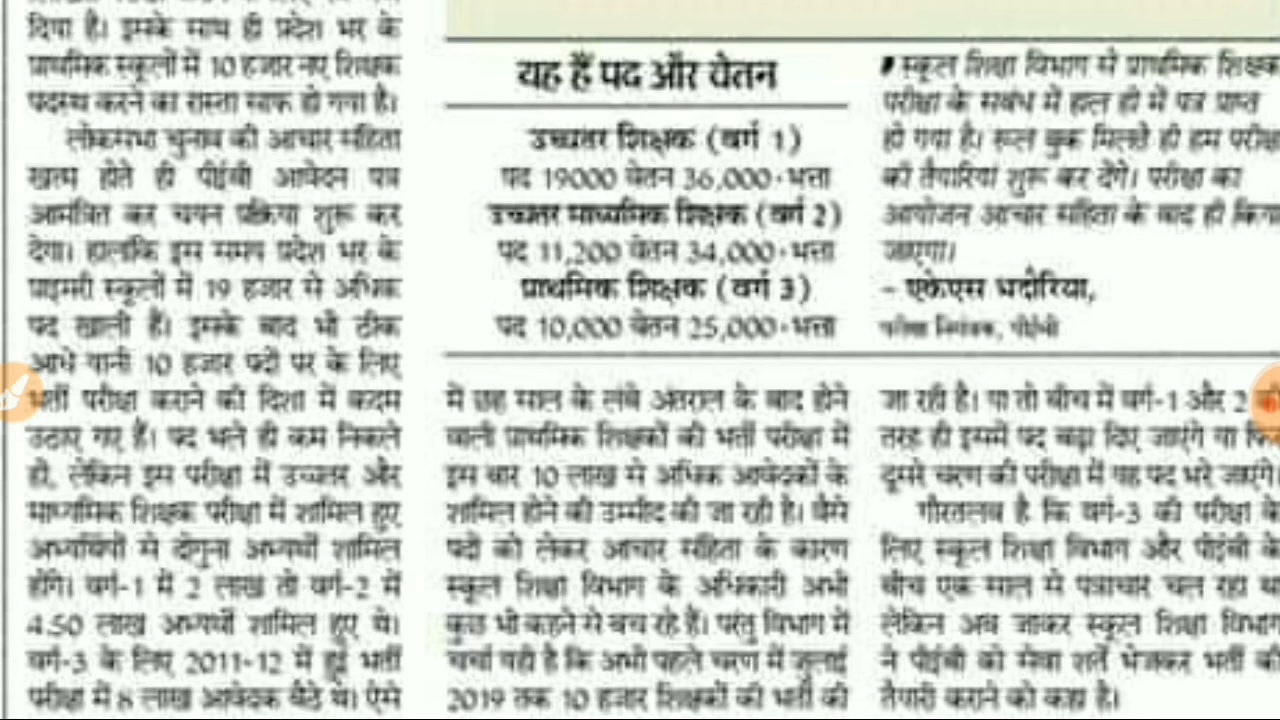 दिया है। इसके साथ ही प्रदेश भर के
प्राथमिक स्कूलों में 10 हजार नए शिक्षक
पदस्थ करने का रास्ता साफ हो गया है।
लोकसभा चुनाव की आचार संहिता
खत्म होते ही पीईबी आवेदन पत्र
आमंत्रित कर चयन प्रक्रिया शुरू कर
देगा। हालांकि इस समय प्रदेश भर के
प्राइमरी स्कूलों में 19 हजार से अधिक
पद खाली हैं। इसके बाद भी ठीक
आधे यानी 10 हजार पदों पर के लिए
भर्ती परीक्षा कराने की दिशा में कदम
उठाए गए हैं। पद भले ही कम निकले
हो, लेकिन इस परीक्षा में उच्चतर और
माध्यमिक शिक्षक परीक्षा में शामिल हुए
अभ्यर्थियों से दोगुना अभ्यर्थी शामिल
होंगे। वर्ग-1 में 2 लाख तो वर्ग-2 में
4.50 लाख अभ्यर्थी शामिल हुए थे।
वर्ग-3 के लिए 2011-12 में हुई भर्ती
परीक्षा में 8 लाख आवेदक बैठे थे। ऐसे
यह हैं पद और वेतन
उच्चतर शिक्षक (वर्ग 1)
पद 19000 वेतन 36,000+भत्ता
उच्चतर माध्यमिक शिक्षक (वर्ग 2)
पद 11,200 वेतन 34,000+भत्ता
प्राथमिक शिक्षक (वर्ग 3)
पद 10,000 वेतन 25,000+भत्ता
स्कूल शिक्षा विभाग से प्राथमिक शिक्षक
परीक्षा के संबंध में हाल ही में पत्र प्राप्त
हो गया है। रूल बुक मिलते ही हम परीक्षा
की तैयारियां शुरू कर देंगे। परीक्षा का
आयोजन आचार संहिता के बाद ही किया
जाएगा।
– एकेएस भदौरिया,
परीक्षा नियंत्रक, पीईबी
में छह साल के लंबे अंतराल के बाद होने
वाली प्राथमिक शिक्षकों की भर्ती परीक्षा में
इस बार 10 लाख से अधिक आवेदकों के
शामिल होने की उम्मीद की जा रही है। वैसे
पदों को लेकर आचार संहिता के कारण
स्कूल शिक्षा विभाग के अधिकारी अभी
कुछ भी कहने से बच रहे हैं। परंतु विभाग में
चर्चा यही है कि अभी पहले चरण में जुलाई
2019 तक 10 हजार शिक्षकों की भर्ती की
जा रही है। या तो बीच में वर्ग-1 और 2 की
तरह ही इसमें पद बढ़ा दिए जाएंगे या फिर
दूसरे चरण की परीक्षा में यह पद भरे जाएंगे।
गौरतलब है कि वर्ग-3 की परीक्षा के
लिए स्कूल शिक्षा विभाग और पीईबी के
बीच एक साल से पत्राचार चल रहा था
लेकिन अब जाकर स्कूल शिक्षा विभाग
ने पीईबी को सेवा शर्तें भेजकर भर्ती की
तैयारी कराने को कहा है।